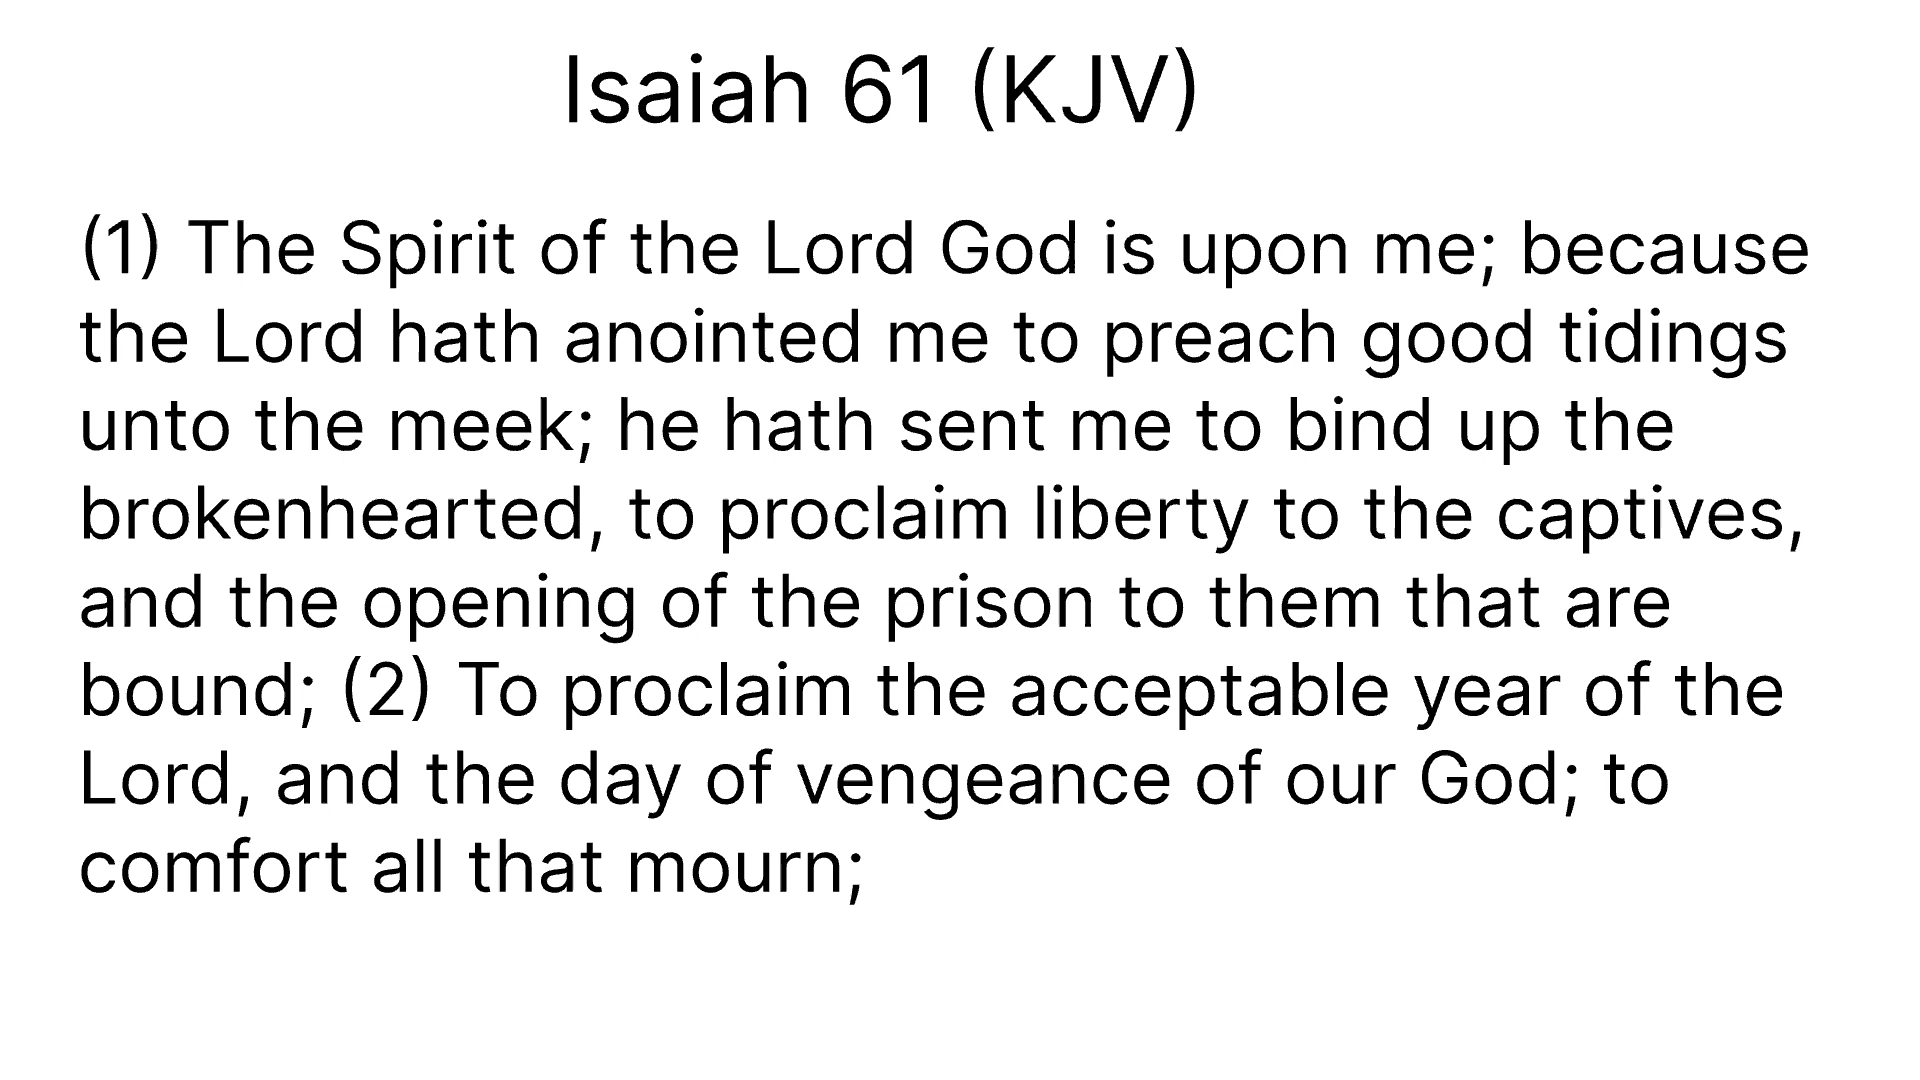 Isaiah 61 (KJV)
(1) The Spirit of the Lord God is upon me; because
the Lord hath anointed me to preach good tidings
unto the meek; he hath sent me to bind up the
brokenhearted, to proclaim liberty to the captives,
and the opening of the prison to them that are
bound; (2) To proclaim the acceptable year of the
Lord, and the day of vengeance of our God; to
comfort all that mourn;